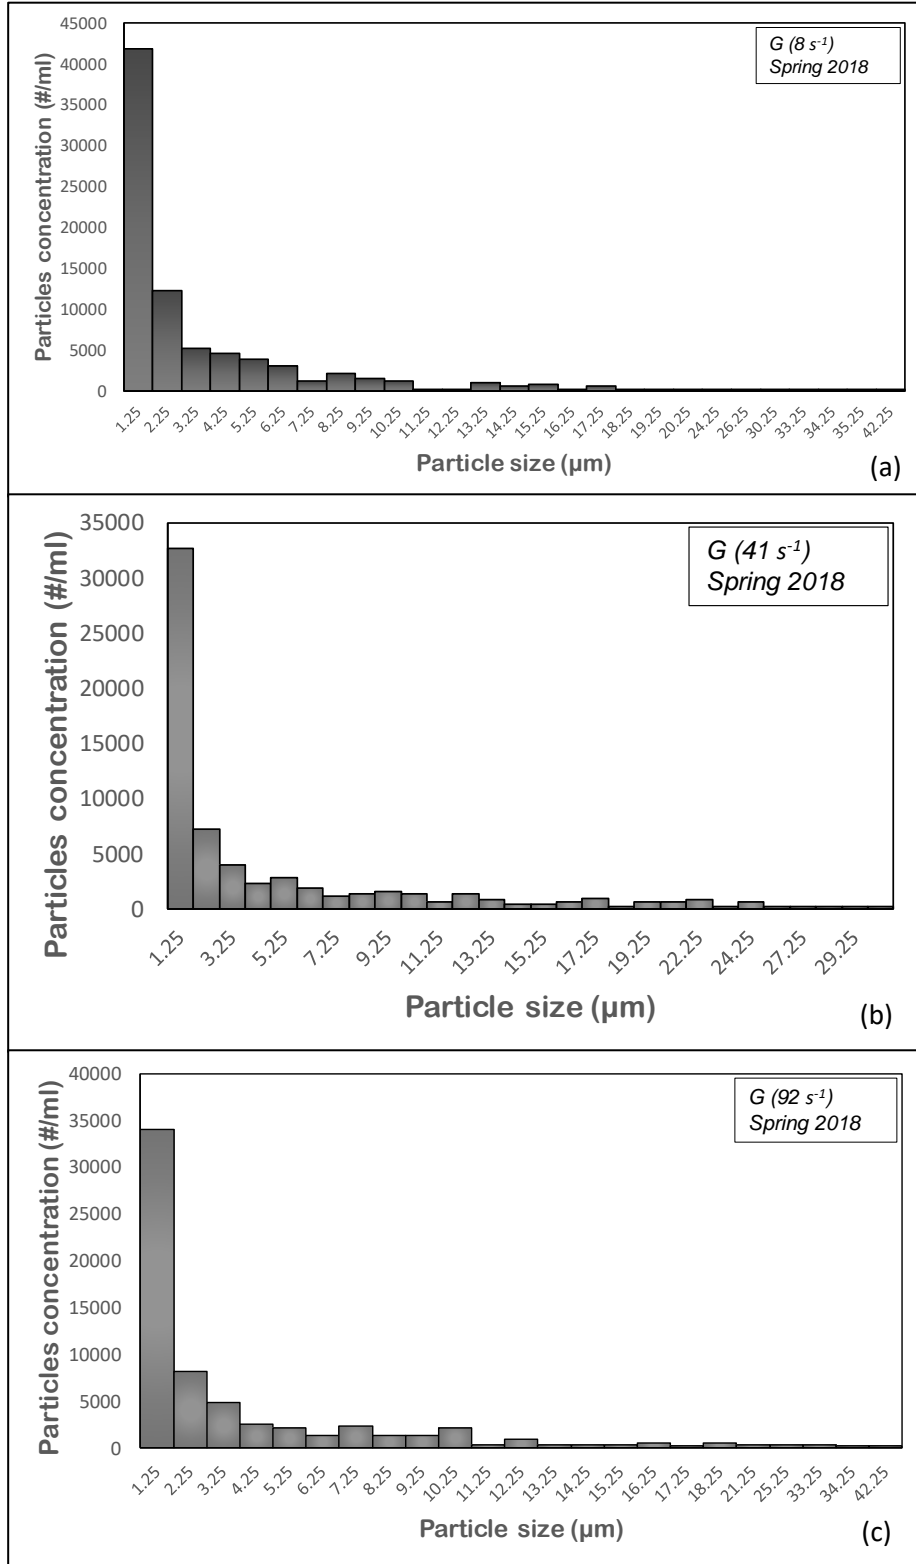 45000
40000
35000
30000
25000
20000
15000
10000
5000
0
Particles concentration (#/ml)
G (8 s⁻¹)
Spring 2018
1.25 2.25 3.25 4.25 5.25 6.25 7.25 8.25 9.25 10.25 11.25 12.25 13.25 14.25 15.25 16.25 17.25 18.25 19.25 20.25 24.25 26.25 30.25 33.25 34.25 35.25 42.25
Particle size (µm)
(a)
35000
30000
25000
20000
15000
10000
5000
0
Particles concentration (#/ml)
G (41 s⁻¹)
Spring 2018
1.25 3.25 5.25 7.25 9.25 11.25 13.25 15.25 17.25 19.25 22.25 24.25 27.25 29.25
Particle size (µm)
(b)
40000
35000
30000
25000
20000
15000
10000
5000
0
Particles concentration (#/ml)
G (92 s⁻¹)
Spring 2018
1.25 2.25 3.25 4.25 5.25 6.25 7.25 8.25 9.25 10.25 11.25 12.25 13.25 14.25 15.25 16.25 17.25 18.25 21.25 25.25 33.25 34.25 42.25
Particle size (µm)
(c)